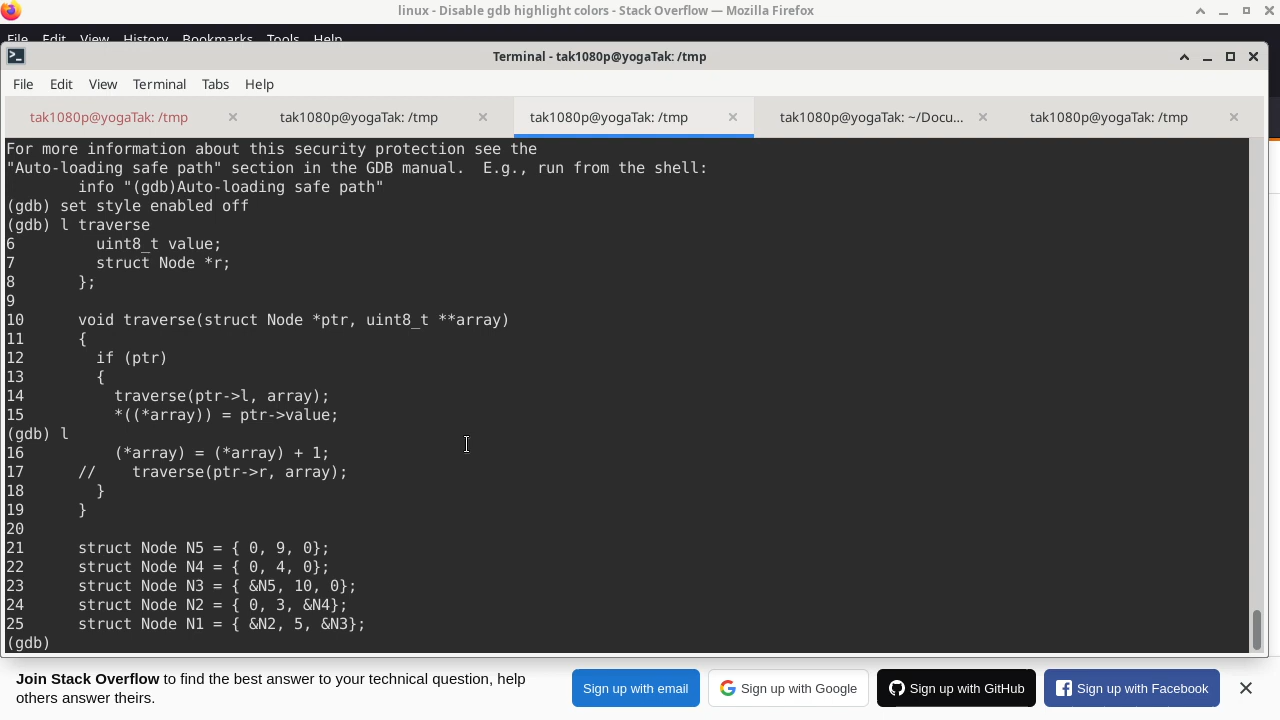 linux - Disable gdb highlight colors - Stack Overflow — Mozilla Firefox
File Edit View History Bookmarks Tools Help
Terminal - tak1080p@yogaTak: /tmp
File Edit View Terminal Tabs Help
tak1080p@yogaTak: /tmp tak1080p@yogaTak: /tmp tak1080p@yogaTak: /tmp tak1080p@yogaTak: ~/Docu... tak1080p@yogaTak: /tmp
For more information about this security protection see the
"Auto-loading safe path" section in the GDB manual.  E.g., run from the shell:
        info "(gdb)Auto-loading safe path"
(gdb) set style enabled off
(gdb) l traverse
6         uint8_t value;
7         struct Node *r;
8       };
9
10      void traverse(struct Node *ptr, uint8_t **array)
11      {
12        if (ptr)
13        {
14          traverse(ptr->l, array);
15          *((*array)) = ptr->value;
(gdb) l
16          (*array) = (*array) + 1;
17      //    traverse(ptr->r, array);
18        }
19      }
20
21      struct Node N5 = { 0, 9, 0};
22      struct Node N4 = { 0, 4, 0};
23      struct Node N3 = { &N5, 10, 0};
24      struct Node N2 = { 0, 3, &N4};
25      struct Node N1 = { &N2, 5, &N3};
(gdb)
Join Stack Overflow to find the best answer to your technical question, help
others answer theirs.
Sign up with email Sign up with Google Sign up with GitHub Sign up with Facebook